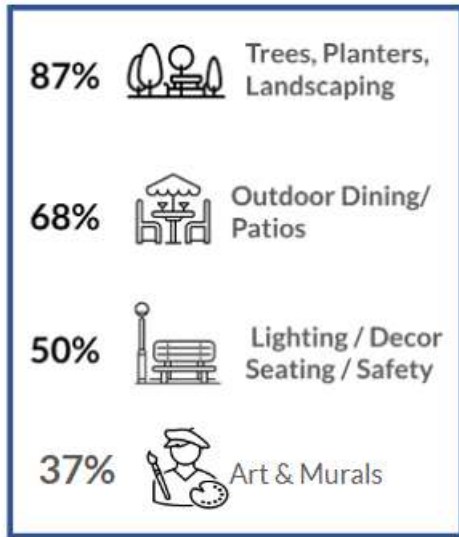 87%
Trees, Planters,
Landscaping
68%
Outdoor Dining/
Patios
50%
Lighting / Decor
Seating / Safety
37%
Art & Murals